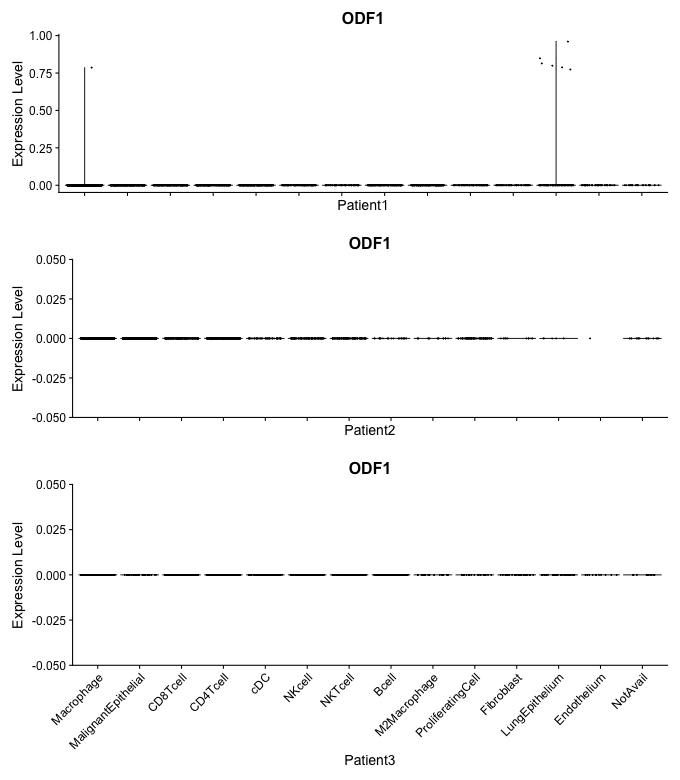 ODF1
Expression Level
1.00
0.75
0.50
0.25
0.00
Patient1
ODF1
Expression Level
0.050
0.025
0.000
-0.025
-0.050
Patient2
ODF1
Expression Level
0.050
0.025
0.000
-0.025
-0.050
Macrophage
MalignantEpithelial
CD8Tcell
CD4Tcell
cDC
NKcell
NKTcell
Bcell
M2Macrophage
ProliferatingCell
Fibroblast
LungEpithelium
Endothelium
NotAvail
Patient3